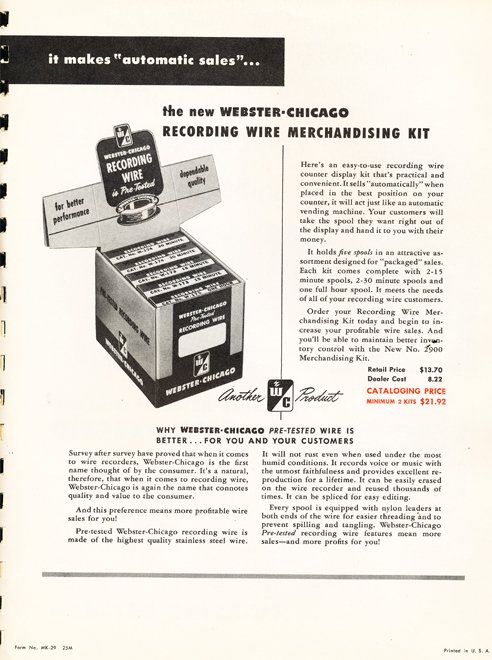 it makes "automatic sales"...
the new WEBSTER-CHICAGO
RECORDING WIRE MERCHANDISING KIT
WEBSTER-CHICAGO
RECORDING
WIRE
is Pre-Tested
for better
performance
dependable
quality
WEBSTER-CHICAGO
Pre-Tested
RECORDING WIRE
WEBSTER-CHICAGO
Here's an easy-to-use recording wire
counter display kit that's practical and
convenient. It sells "automatically" when
placed in the best position on your
counter, it will act just like an automatic
vending machine. Your customers will
take the spool they want right out of
the display and hand it to you with their
money.
It holds five spools in an attractive as-
sortment designed for "packaged" sales.
Each kit comes complete with 2-15
minute spools, 2-30 minute spools and
one full hour spool. It meets the needs
of all of your recording wire customers.
Order your Recording Wire Mer-
chandising Kit today and begin to in-
crease your profitable wire sales. And
you'll be able to maintain better inven-
tory control with the New No. 2900
Merchandising Kit.
Retail Price $13.70
Dealer Cost 8.22
CATALOGING PRICE
MINIMUM 2 KITS $21.92
Another W C Product
WHY WEBSTER-CHICAGO PRE-TESTED WIRE IS
BETTER...FOR YOU AND YOUR CUSTOMERS
Survey after survey have proved that when it comes
to wire recorders, Webster-Chicago is the first
name thought of by the consumer. It's a natural,
therefore, that when it comes to recording wire,
Webster-Chicago is again the name that connotes
quality and value to the consumer.
And this preference means more profitable wire
sales for you!
Pre-tested Webster-Chicago recording wire is
made of the highest quality stainless steel wire.
It will not rust even when used under the most
humid conditions. It records voice or music with
the utmost faithfulness and provides excellent re-
production for a lifetime. It can be easily erased
on the wire recorder and reused thousands of
times. It can be spliced for easy editing.
Every spool is equipped with nylon leaders at
both ends of the wire for easier threading and to
prevent spilling and tangling. Webster-Chicago
Pre-tested recording wire features mean more
sales—and more profits for you!
Form No. MK-29 25M
Printed in U. S. A.